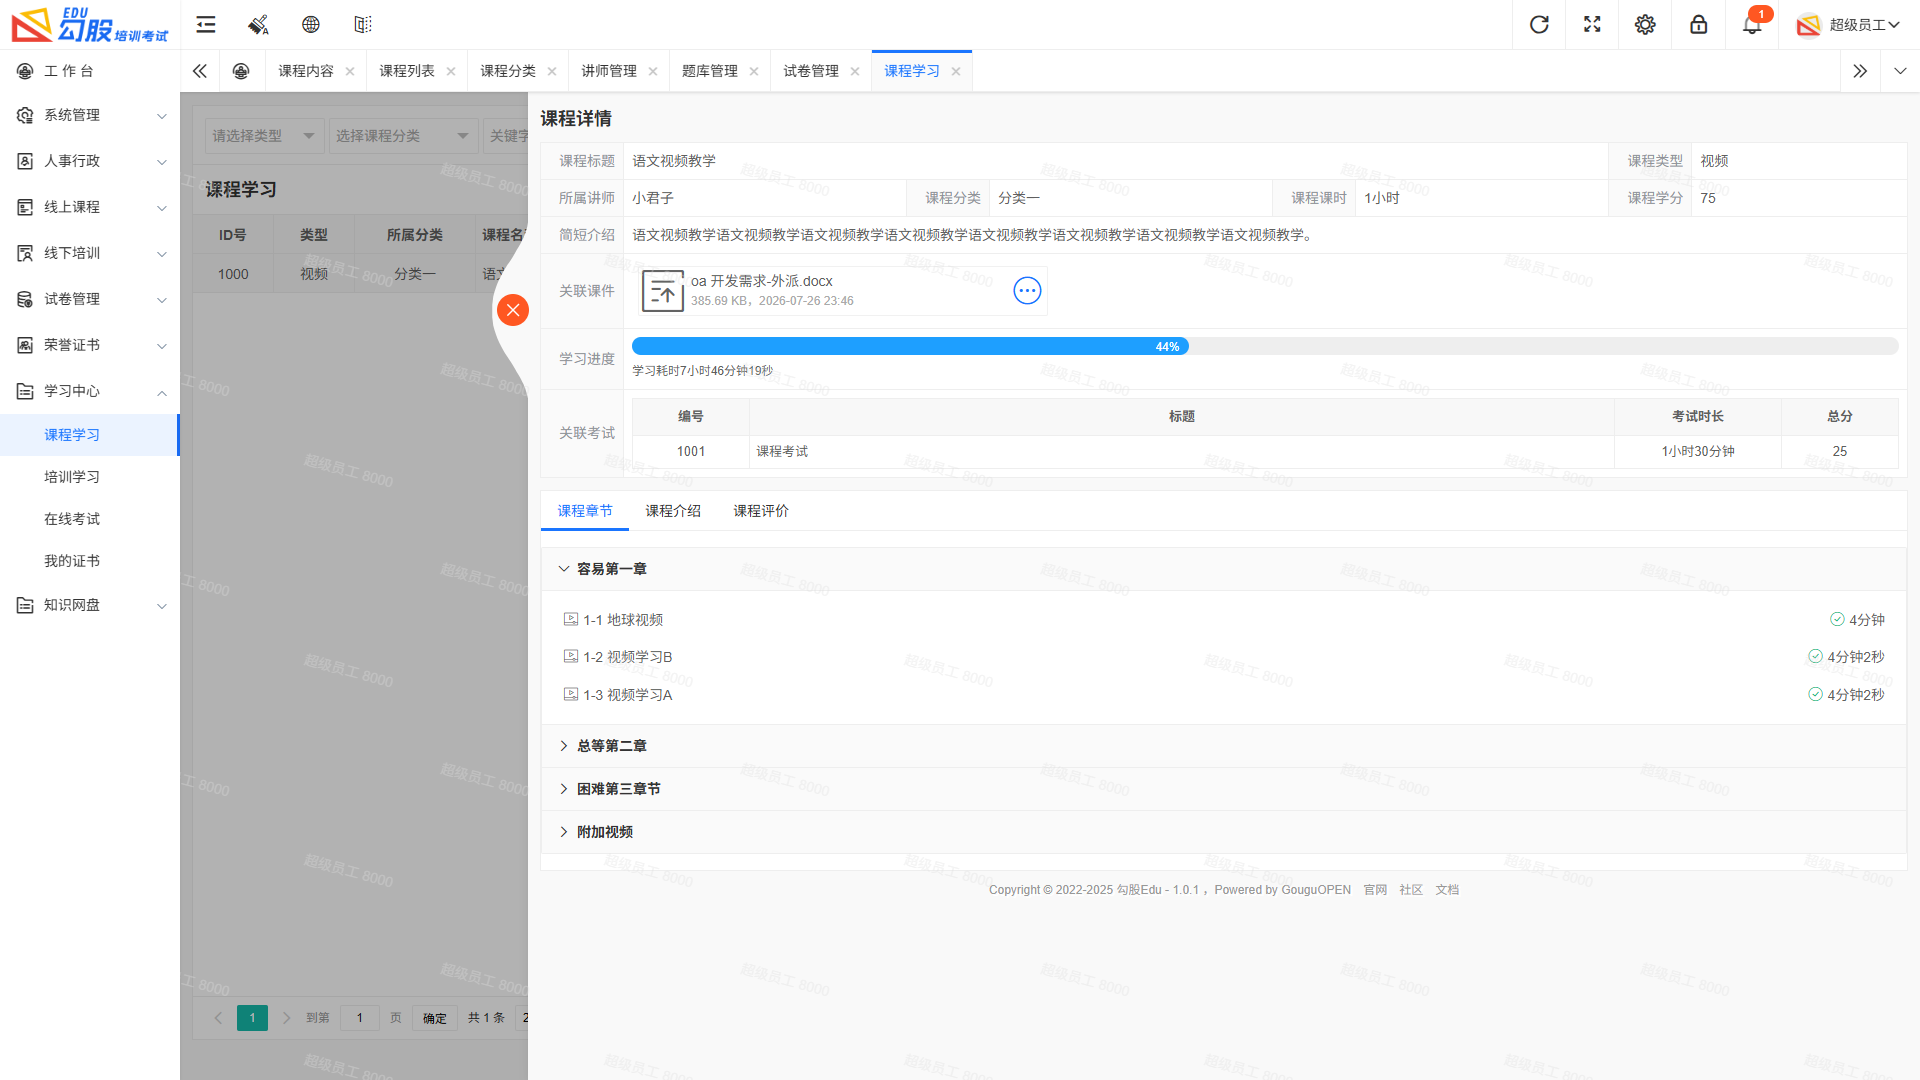 EDU
勾股培训考试
1
超级员工
工 作 台
系统管理
人事行政
线上课程
线下培训
试卷管理
荣誉证书
学习中心
课程学习
培训学习
在线考试
我的证书
知识网盘
课程内容
课程列表
课程分类
讲师管理
题库管理
试卷管理
课程学习
请选择类型
选择课程分类
关键字
课程学习
ID号 类型 所属分类 课程名
1000 视频 分类一 语文
1 到第 1 页 确定 共 1 条 2
课程详情
课程标题 语文视频教学 课程类型 视频
所属讲师 小君子 课程分类 分类一 课程课时 1小时 课程学分 75
简短介绍 语文视频教学语文视频教学语文视频教学语文视频教学语文视频教学语文视频教学语文视频教学语文视频教学。
关联课件
oa 开发需求-外派.docx
385.69 KB，2026-07-26 23:46
学习进度
44%
学习耗时7小时46分钟19秒
关联考试
编号 标题 考试时长 总分
1001 课程考试 1小时30分钟 25
课程章节 课程介绍 课程评价
容易第一章
1-1 地球视频 4分钟
1-2 视频学习B 4分钟2秒
1-3 视频学习A 4分钟2秒
总等第二章
困难第三章节
附加视频
Copyright © 2022-2025 勾股Edu - 1.0.1 ，Powered by GouguOPEN 官网 社区 文档
超级员工 8000